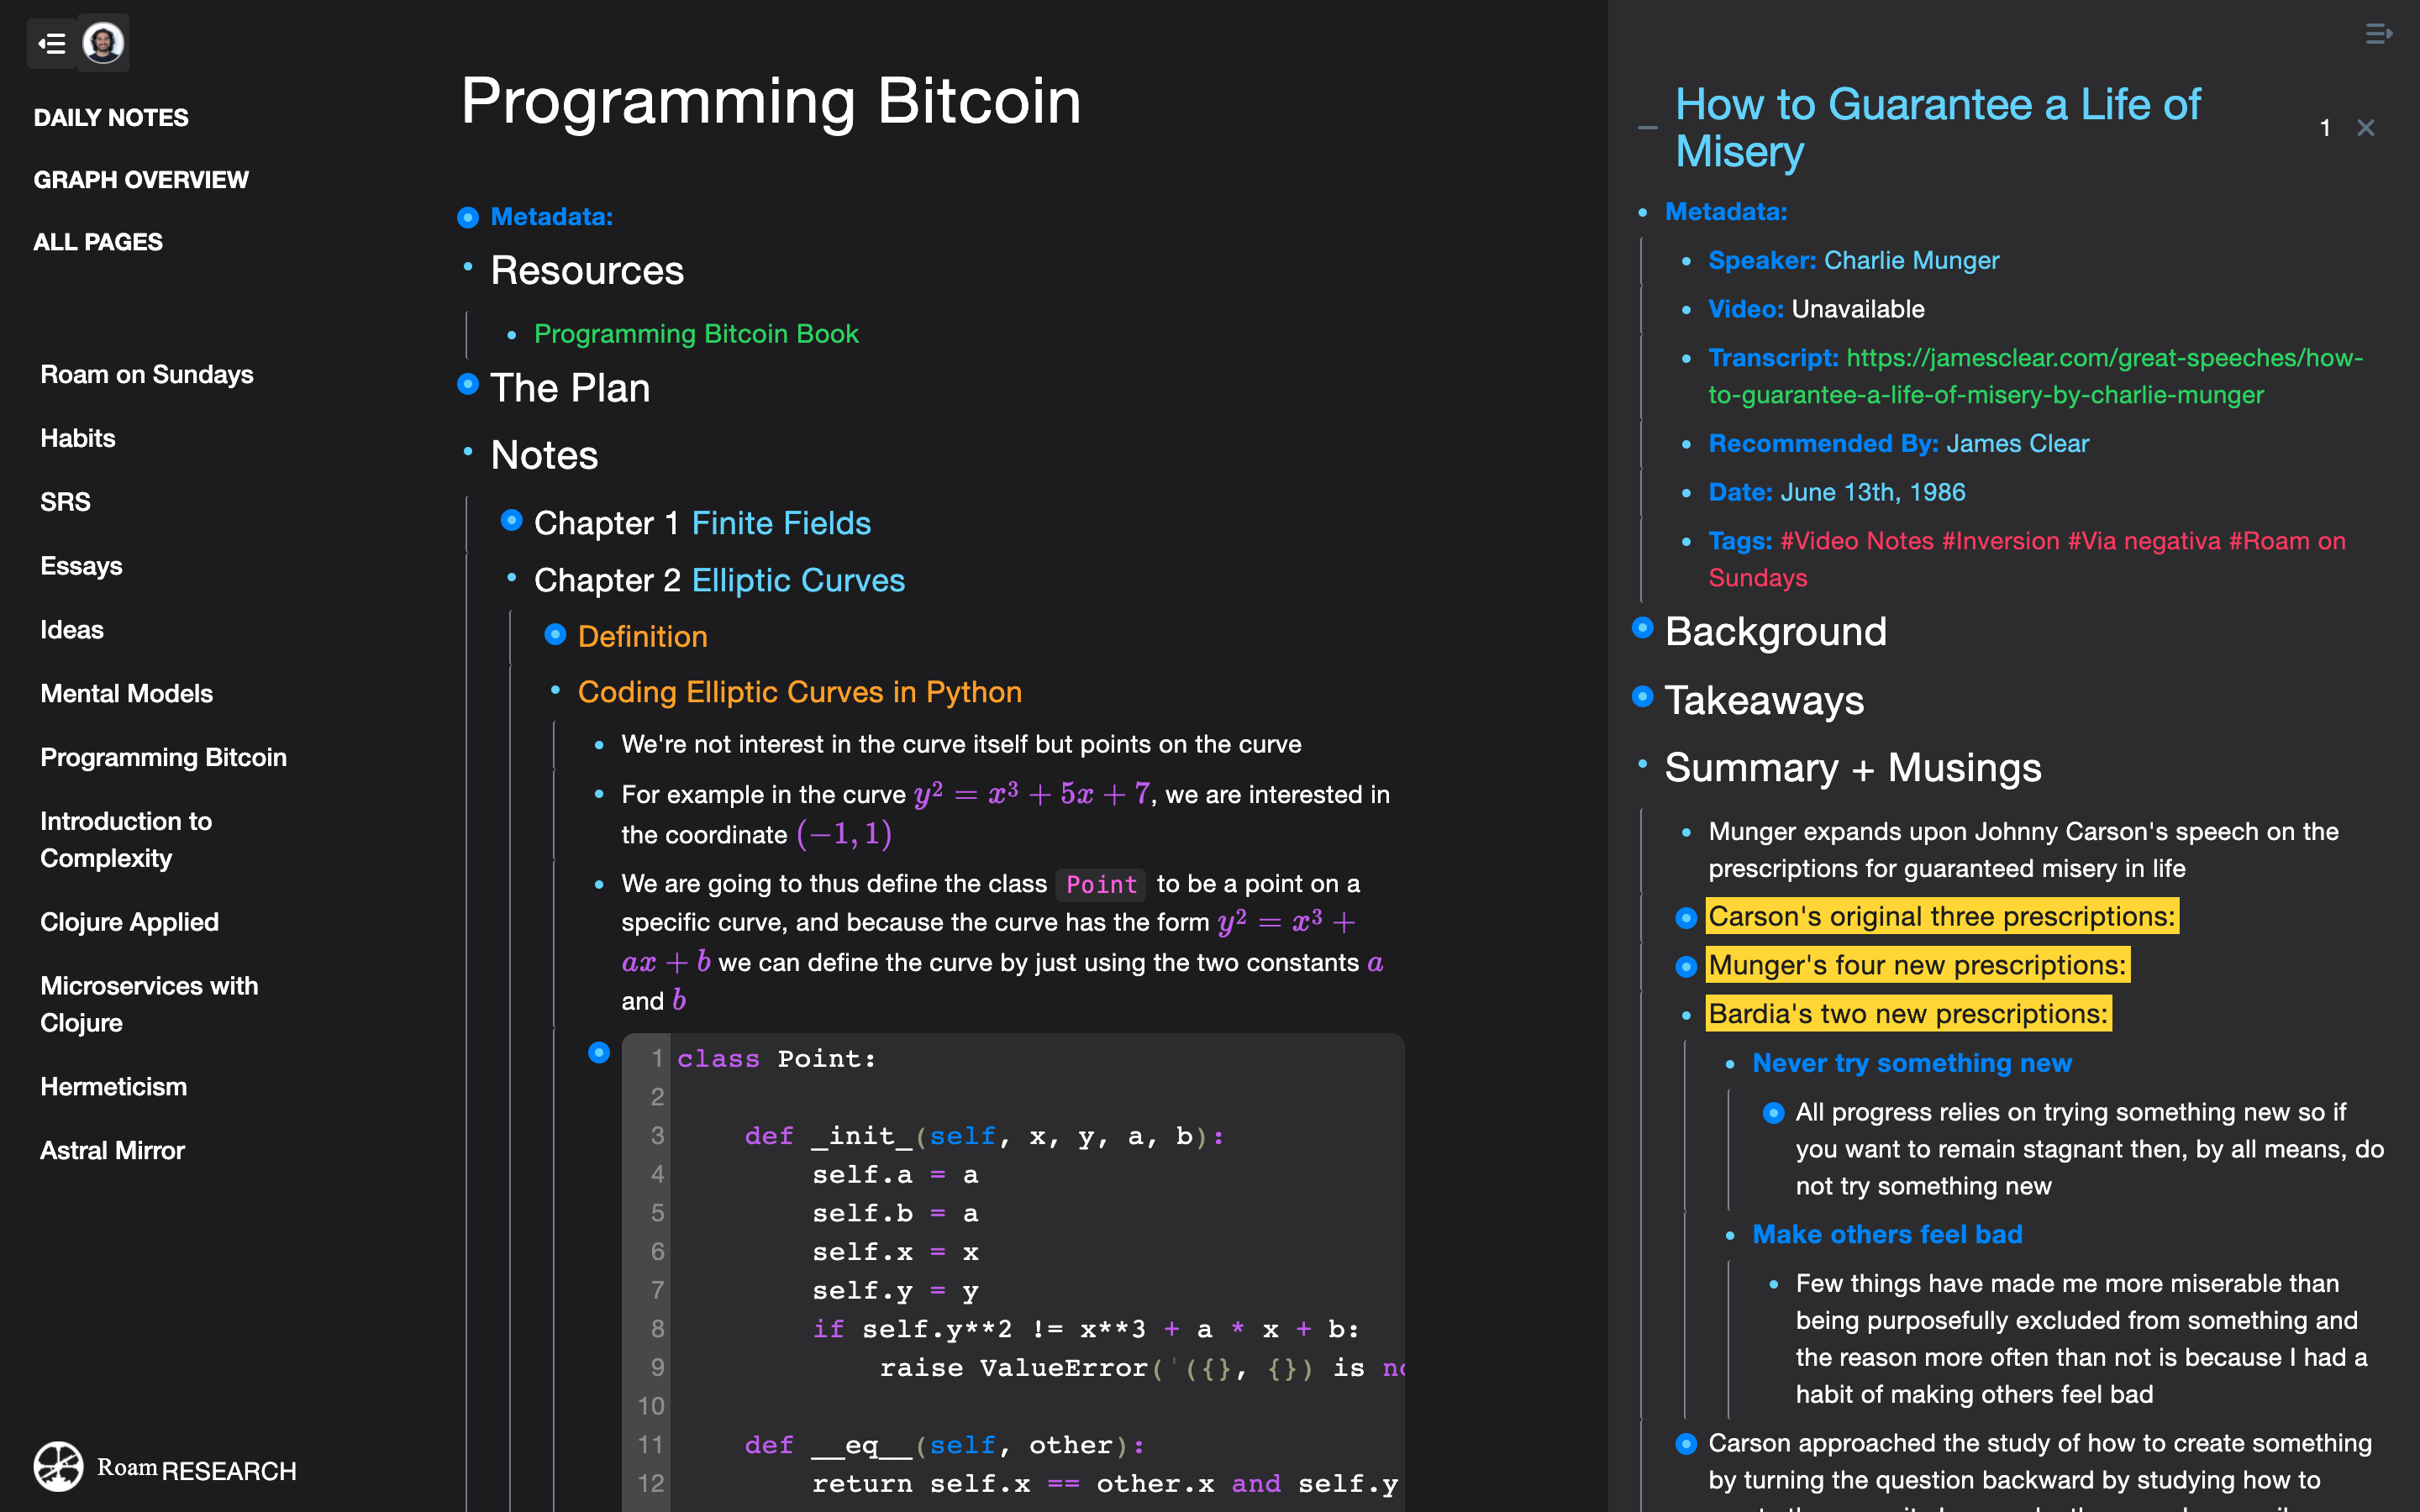 DAILY NOTES
GRAPH OVERVIEW
ALL PAGES
Roam on Sundays
Habits
SRS
Essays
Ideas
Mental Models
Programming Bitcoin
Introduction to
Complexity
Clojure Applied
Microservices with
Clojure
Hermeticism
Astral Mirror
Roam RESEARCH
Programming Bitcoin
Metadata:
Resources
Programming Bitcoin Book
The Plan
Notes
Chapter 1 Finite Fields
Chapter 2 Elliptic Curves
Definition
Coding Elliptic Curves in Python
We're not interest in the curve itself but points on the curve
For example in the curve y² = x³ + 5x + 7, we are interested in
the coordinate (−1, 1)
We are going to thus define the class Point to be a point on a
specific curve, and because the curve has the form y² = x³ +
ax + b we can define the curve by just using the two constants a
and b
1 class Point:
2
3 def _init_(self, x, y, a, b):
4 self.a = a
5 self.b = a
6 self.x = x
7 self.y = y
8 if self.y**2 != x**3 + a * x + b:
9 raise ValueError('({}, {}) is
10
11 def __eq__(self, other):
12 return self.x == other.x and self.y
How to Guarantee a Life of
Misery
1
Metadata:
Speaker: Charlie Munger
Video: Unavailable
Transcript: https://jamesclear.com/great-speeches/how-
to-guarantee-a-life-of-misery-by-charlie-munger
Recommended By: James Clear
Date: June 13th, 1986
Tags: #Video Notes #Inversion #Via negativa #Roam on
Sundays
Background
Takeaways
Summary + Musings
Munger expands upon Johnny Carson's speech on the
prescriptions for guaranteed misery in life
Carson's original three prescriptions:
Munger's four new prescriptions:
Bardia's two new prescriptions:
Never try something new
All progress relies on trying something new so if
you want to remain stagnant then, by all means, do
not try something new
Make others feel bad
Few things have made me more miserable than
being purposefully excluded from something and
the reason more often than not is because I had a
habit of making others feel bad
Carson approached the study of how to create something
by turning the question backward by studying how to